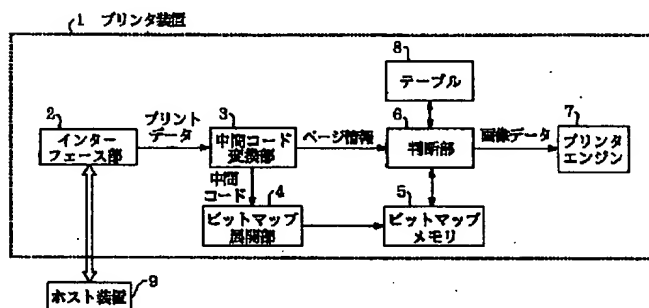 1 プリンタ装置
8
テーブル
2
インター
フェース部
プリント
データ
3
中間コード
変換部
ページ情報
6
判断部
画像データ
7
プリンタ
エンジン
中間
コード
4
ビットマップ
展開部
5
ビットマップ
メモリ
ホスト装置
9